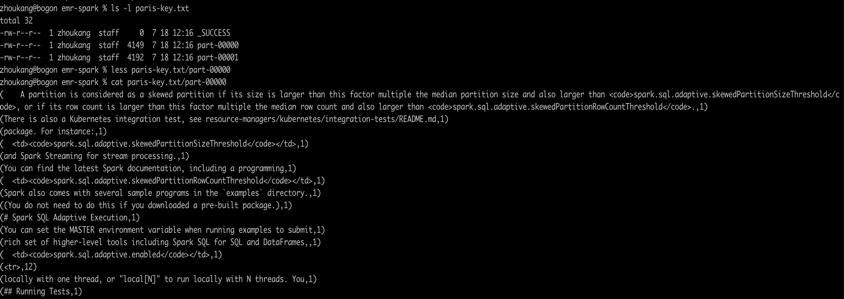 zhoukang@bogon emr-spark % ls -l paris-key.txt
total 32
-rw-r--r--  1 zhoukang  staff     0  7 18 12:16 _SUCCESS
-rw-r--r--  1 zhoukang  staff  4149  7 18 12:16 part-00000
-rw-r--r--  1 zhoukang  staff  4192  7 18 12:16 part-00001
zhoukang@bogon emr-spark % less paris-key.txt/part-00000
zhoukang@bogon emr-spark % cat paris-key.txt/part-00000
(    A partition is considered as a skewed partition if its size is larger than this factor multiple the median partition size and also larger than <code>spark.sql.adaptive.skewedPartitionSizeThreshold</c
ode>, or if its row count is larger than this factor multiple the median row count and also larger than <code>spark.sql.adaptive.skewedPartitionRowCountThreshold</code>.,1)
(There is also a Kubernetes integration test, see resource-managers/kubernetes/integration-tests/README.md,1)
(package. For instance:,1)
(  <td><code>spark.sql.adaptive.skewedPartitionSizeThreshold</code></td>,1)
(and Spark Streaming for stream processing.,1)
(You can find the latest Spark documentation, including a programming,1)
(  <td><code>spark.sql.adaptive.skewedPartitionRowCountThreshold</code></td>,1)
(Spark also comes with several sample programs in the `examples` directory.,1)
((You do not need to do this if you downloaded a pre-built package.),1)
(# Spark SQL Adaptive Execution,1)
(You can set the MASTER environment variable when running examples to submit,1)
(rich set of higher-level tools including Spark SQL for SQL and DataFrames,,1)
(  <td><code>spark.sql.adaptive.enabled</code></td>,1)
(<tr>,12)
(locally with one thread, or "local[N]" to run locally with N threads. You,1)
(## Running Tests,1)